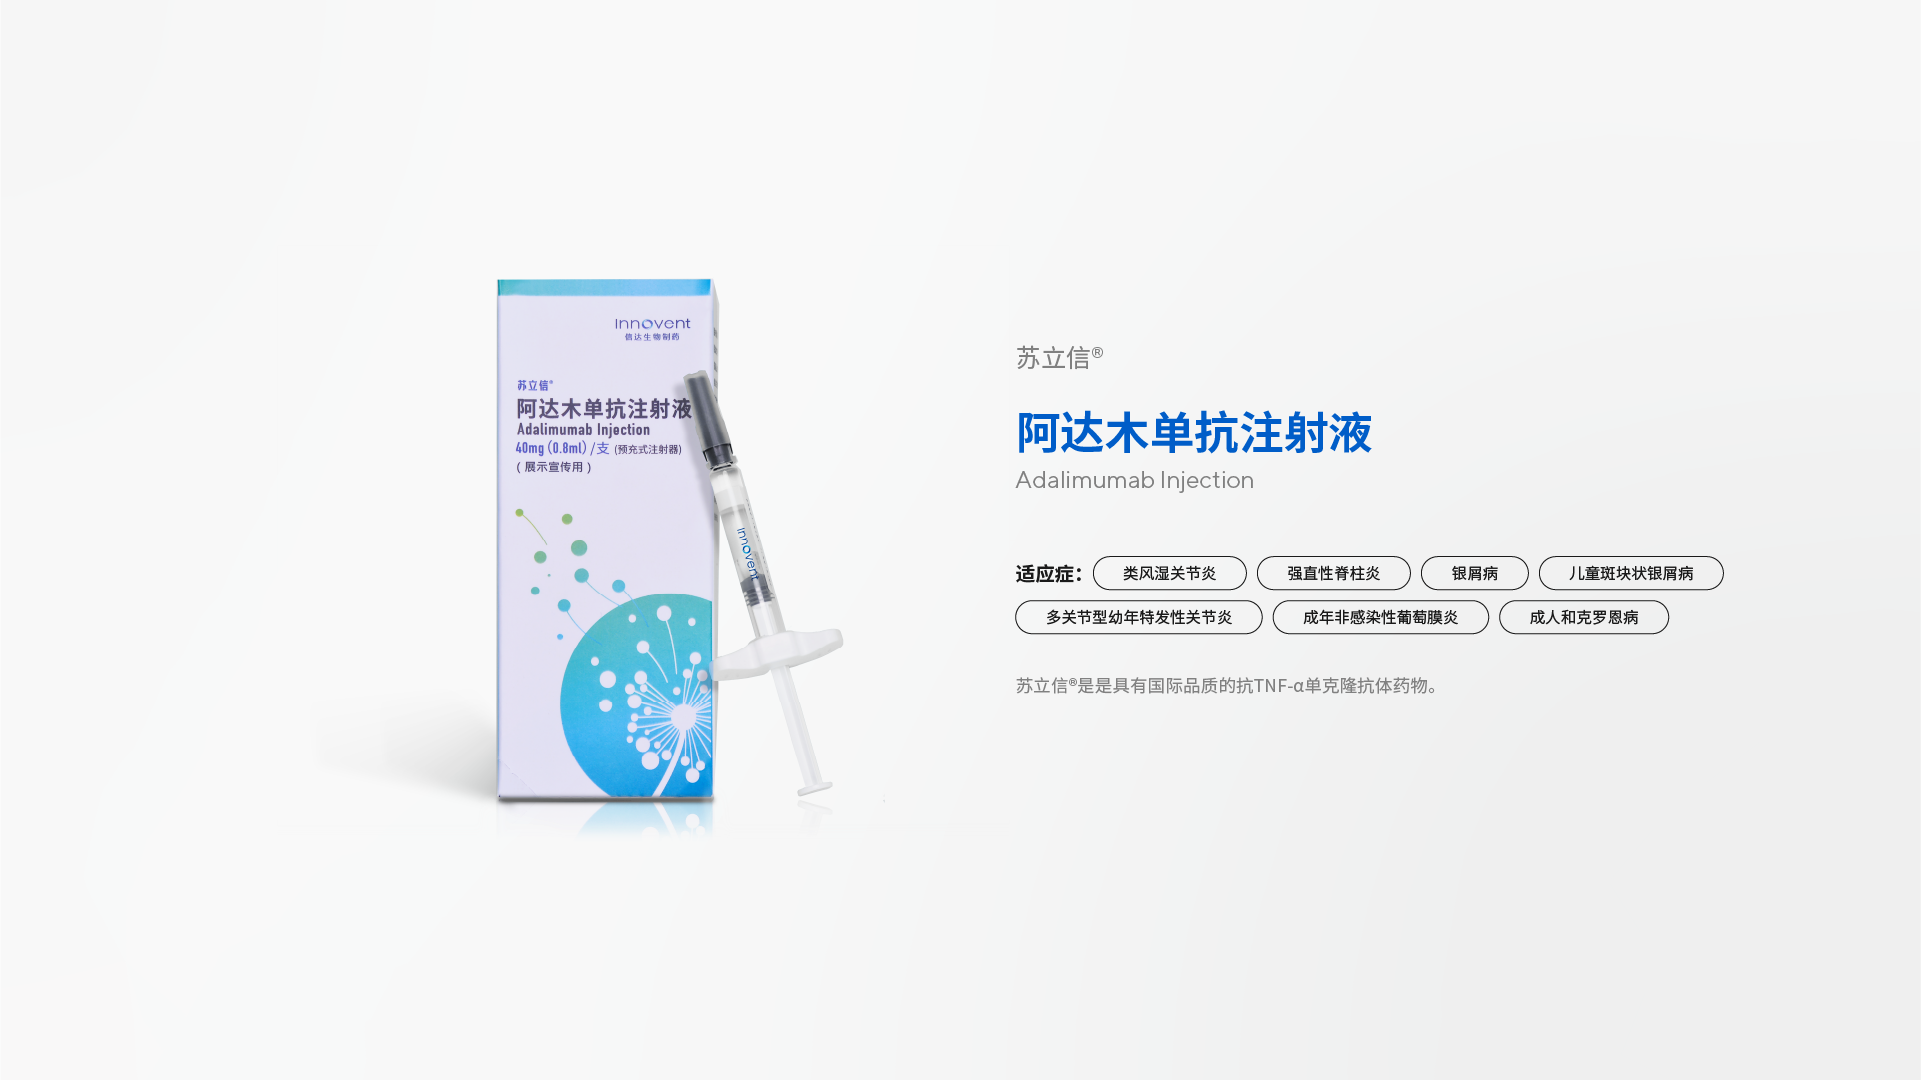 Innovent
信达生物制药
苏立信®
阿达木单抗注射液
Adalimumab Injection
40mg (0.8ml) /支 (预充式注射器)
( 展示宣传用 )
Innovent
苏立信®
阿达木单抗注射液
Adalimumab Injection
适应症: 类风湿关节炎 强直性脊柱炎 银屑病 儿童斑块状银屑病
多关节型幼年特发性关节炎 成年非感染性葡萄膜炎 成人和克罗恩病
苏立信®是是具有国际品质的抗TNF-α单克隆抗体药物。